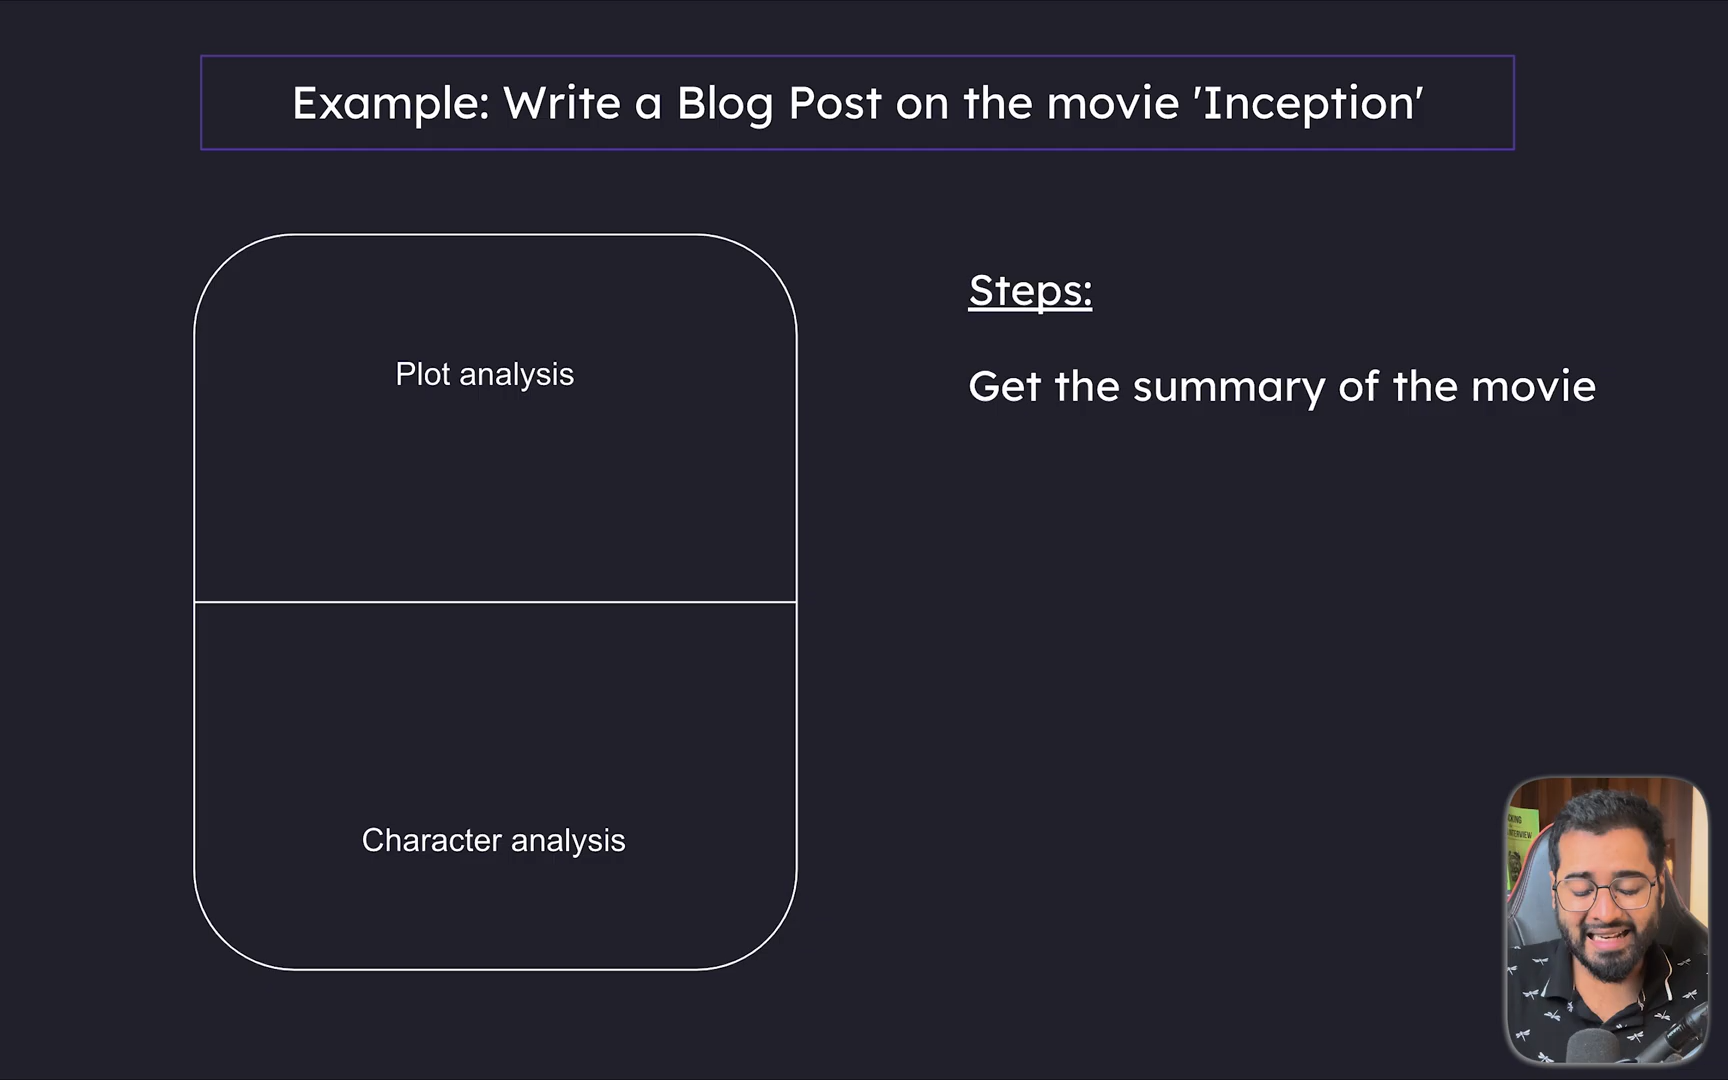 Example: Write a Blog Post on the movie 'Inception'
Plot analysis
Steps:
Get the summary of the movie
Character analysis
INTERVIEW